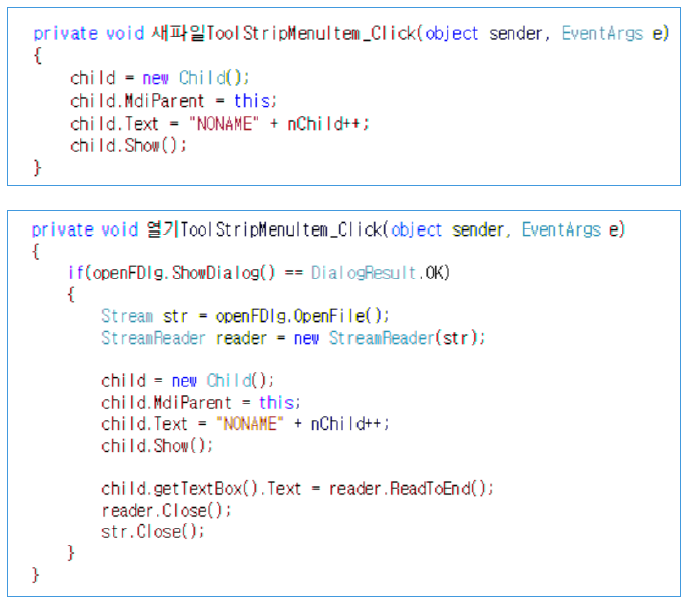 private void 새파일ToolStripMenuItem_Click(object sender, EventArgs e)
{
child = new Child();
child.MdiParent = this;
child.Text = "NONAME" + nChild++;
child.Show();
}
private void 열기ToolStripMenuItem_Click(object sender, EventArgs e)
{
if(openFDlg.ShowDialog() == DialogResult.OK)
{
Stream str = openFDlg.OpenFile();
StreamReader reader = new StreamReader(str);
child = new Child();
child.MdiParent = this;
child.Text = "NONAME" + nChild++;
child.Show();
child.getTextBox().Text = reader.ReadToEnd();
reader.Close();
str.Close();
}
}